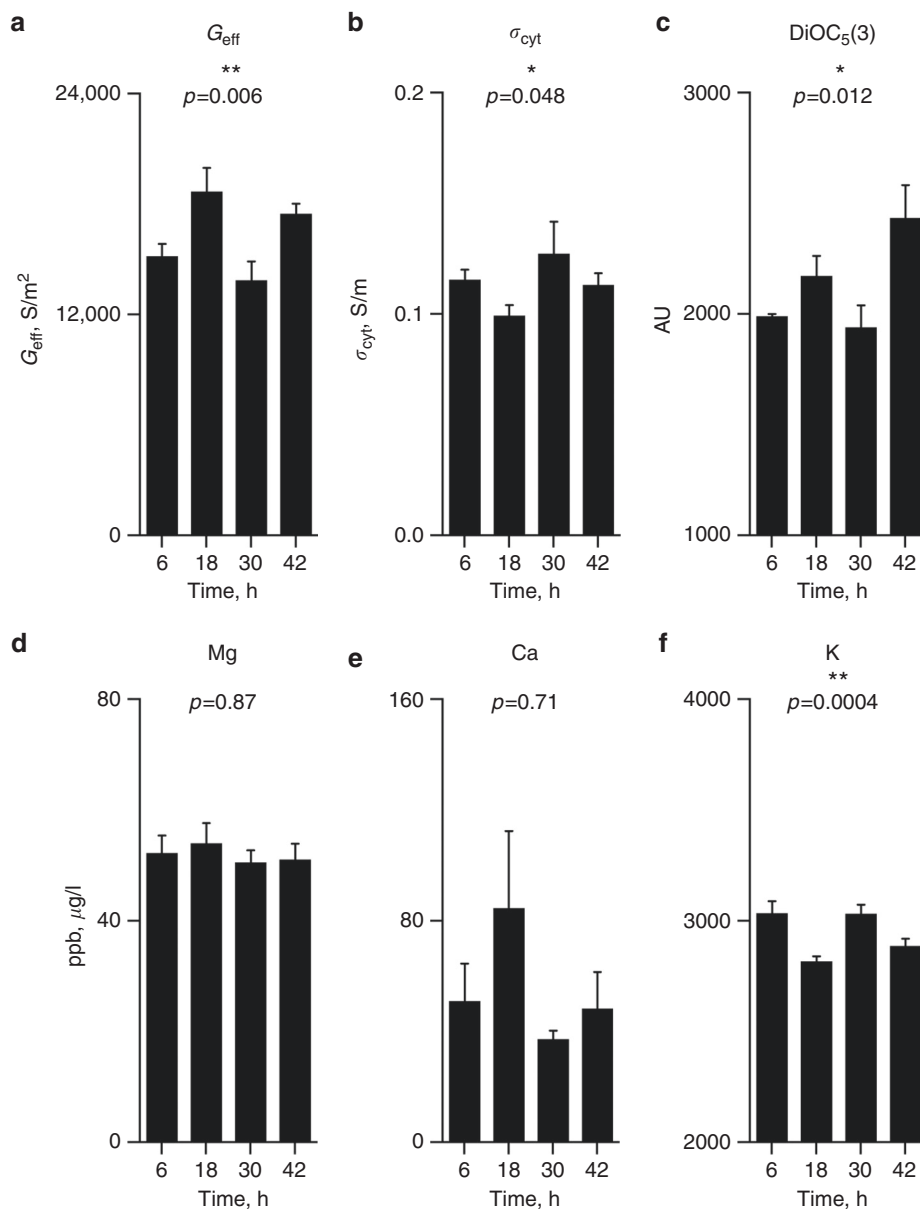 a
G_eff
**
p=0.006
24,000
12,000
0
G_eff, S/m²
6 18 30 42
Time, h
b
σ_cyt
*
p=0.048
0.2
0.1
0.0
σ_cyt, S/m
6 18 30 42
Time, h
c
DiOC₅(3)
*
p=0.012
3000
2000
1000
AU
6 18 30 42
Time, h
d
Mg
p=0.87
80
40
0
ppb, μg/l
6 18 30 42
Time, h
e
Ca
p=0.71
160
80
0
6 18 30 42
Time, h
f
K
**
p=0.0004
4000
3000
2000
6 18 30 42
Time, h